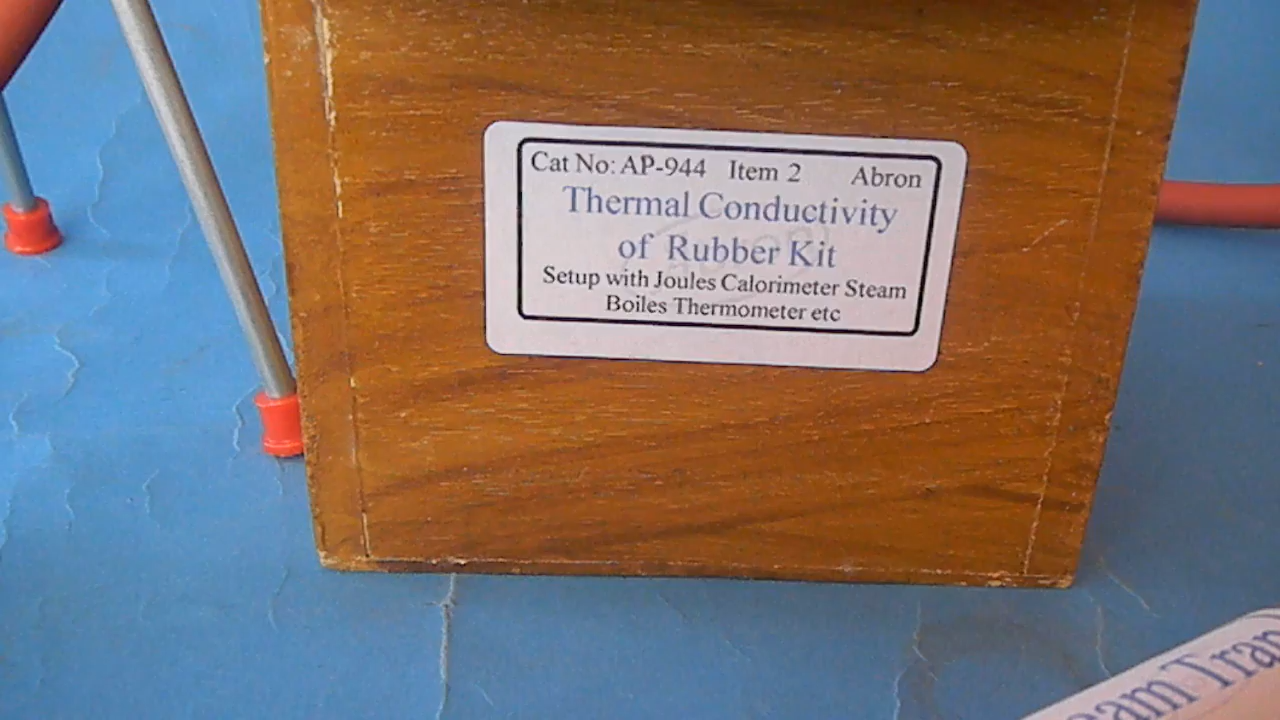 Cat No: AP-944 Item 2 Abron
Thermal Conductivity
of Rubber Kit
Setup with Joules Calorimeter Steam
Boiles Thermometer etc